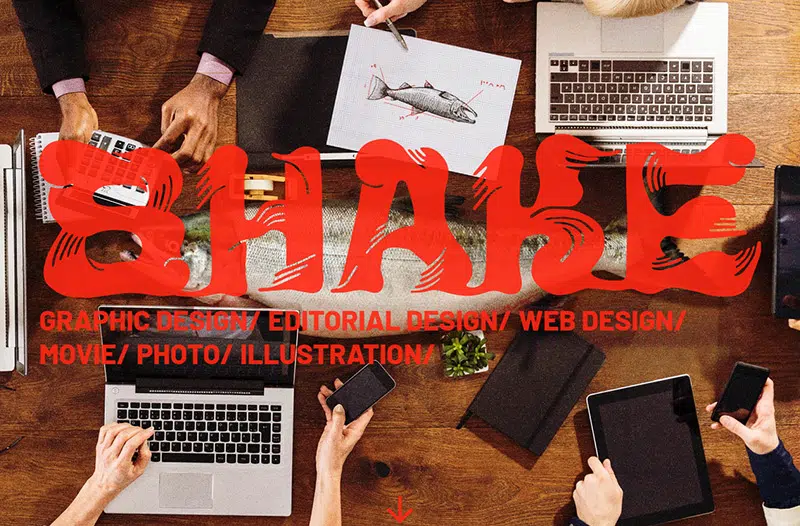 SHAKE
GRAPHIC DESIGN/ EDITORIAL DESIGN/ WEB DESIGN/
MOVIE/ PHOTO/ ILLUSTRATION/